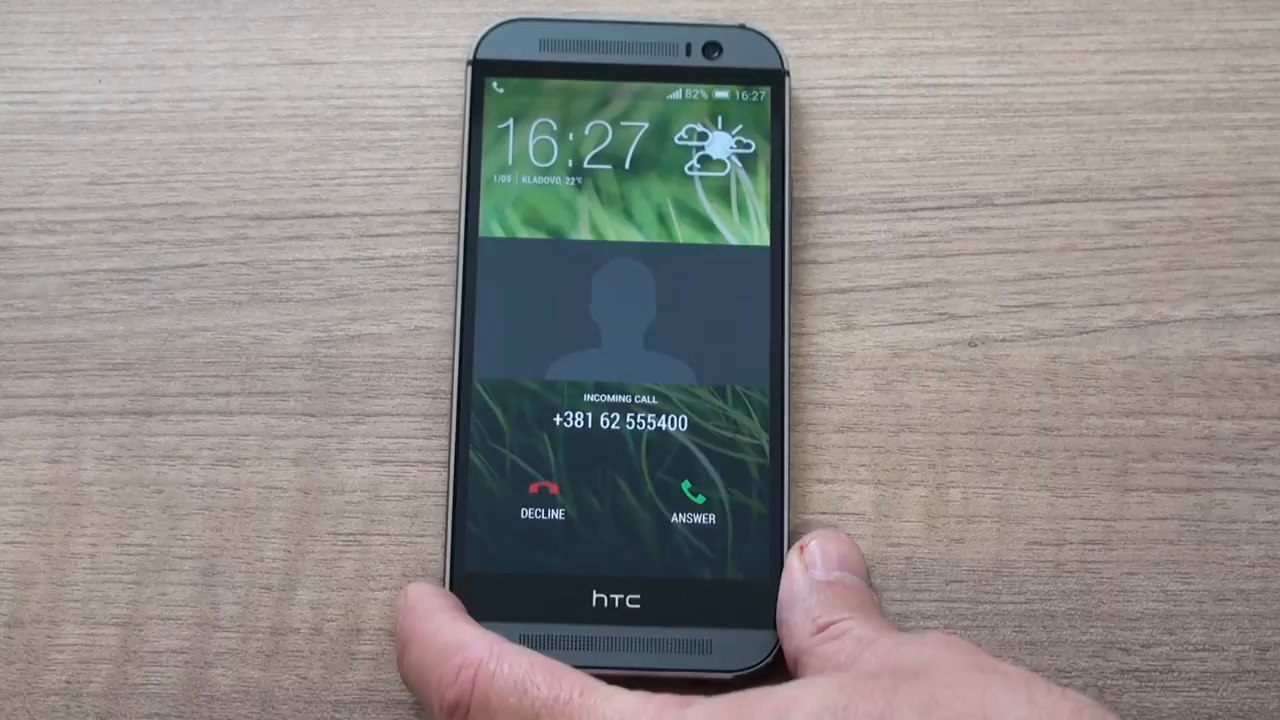 82% 16:27
16:27
1/09 KLADOVO, 22°C
INCOMING CALL
+381 62 555400
DECLINE ANSWER
hTC